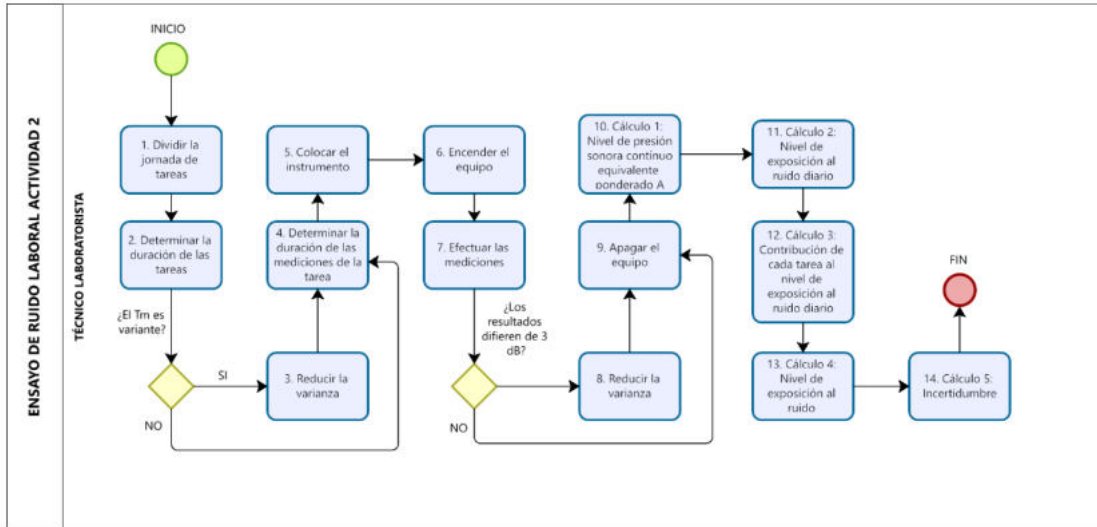 ENSAYO DE RUIDO LABORAL ACTIVIDAD 2
TÉCNICO LABORATORISTA
INICIO
1. Dividir la
jornada de
tareas
2. Determinar la
duración de las
tareas
¿El Tm es
variante?
SI
NO
3. Reducir la
varianza
4. Determinar la
duración de las
mediciones de la
tarea
5. Colocar el
instrumento
6. Encender el
equipo
7. Efectuar las
mediciones
¿Los
resultados
difieren de 3
dB?
NO
8. Reducir la
varianza
9. Apagar el
equipo
10. Cálculo 1:
Nivel de presión
sonora continuo
equivalente
ponderado A
11. Cálculo 2:
Nivel de
exposición al
ruido diario
12. Cálculo 3:
Contribución de
cada tarea al
nivel de
exposición al
ruido diario
13. Cálculo 4:
Nivel de
exposición al
ruido
14. Cálculo 5:
Incertidumbre
FIN